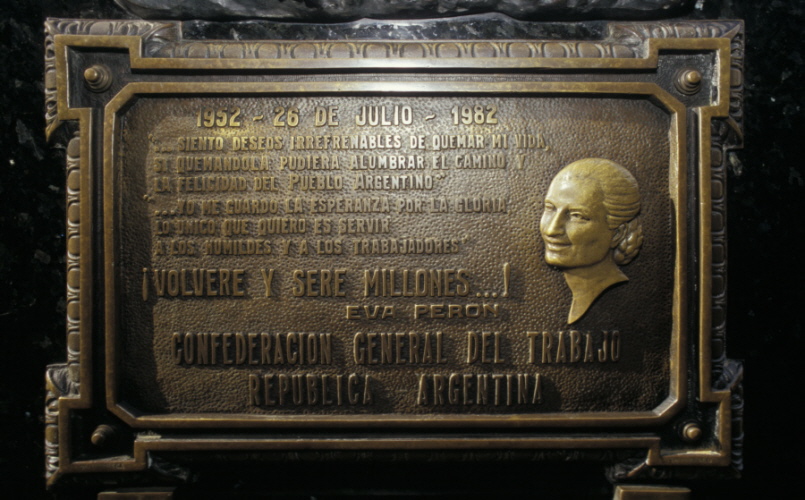 1952 - 26 DE JULIO - 1982
"...SIENTO DESEOS IRREFRENABLES DE QUEMAR MI VIDA,
SI QUEMANDOLA PUDIERA ALUMBRAR EL CAMINO Y
LA FELICIDAD DEL PUEBLO ARGENTINO"
"...YO ME GUARDO LA ESPERANZA POR LA GLORIA
LO UNICO QUE QUIERO ES SERVIR
A LOS HUMILDES Y A LOS TRABAJADORES"
¡VOLVERE Y SERE MILLONES...!
EVA PERON
CONFEDERACION GENERAL DEL TRABAJO
REPUBLICA ARGENTINA